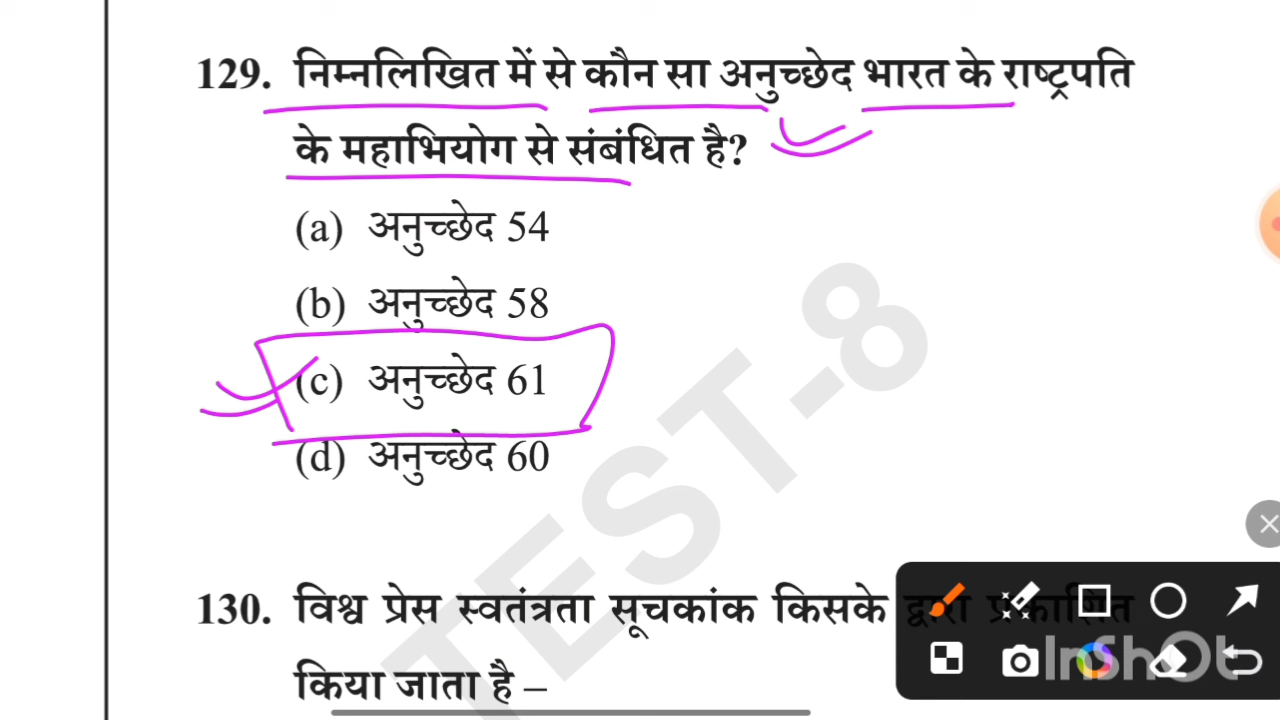 129. निम्नलिखित में से कौन सा अनुच्छेद भारत के राष्ट्रपति
के महाभियोग से संबंधित है?
(a) अनुच्छेद 54
(b) अनुच्छेद 58
(c) अनुच्छेद 61
(d) अनुच्छेद 60
TEST-8
130. विश्व प्रेस स्वतंत्रता सूचकांक किसके द्वारा प्रकाशित
किया जाता है –
InShOt